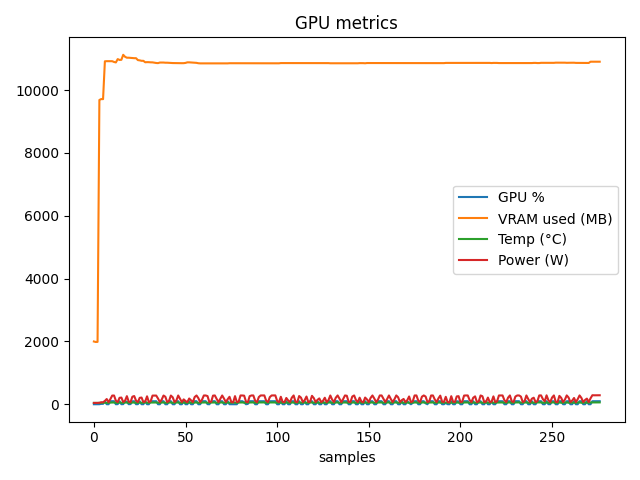 GPU metrics
10000
8000
6000
4000
2000
0
GPU %
VRAM used (MB)
Temp (°C)
Power (W)
0 50 100 150 200 250
samples